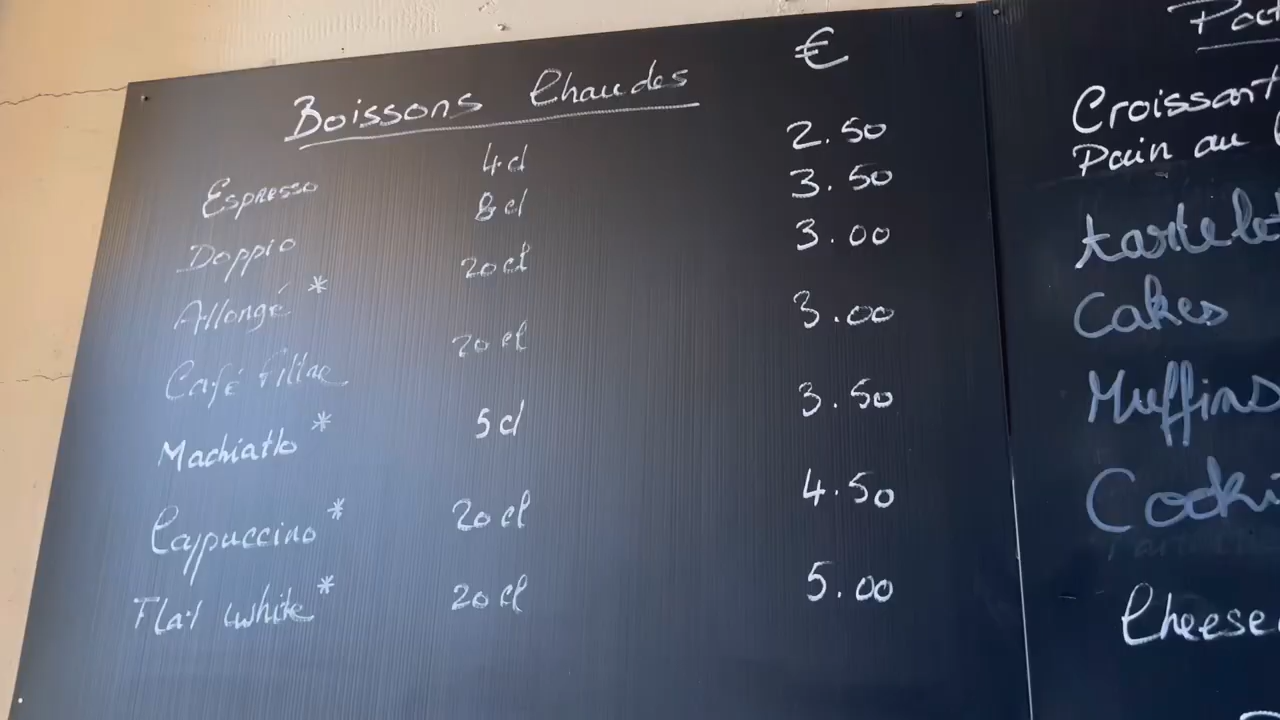 Boissons Chaudes €
Espresso 4cl 2.50
Doppio 8cl 3.50
Allongé * 20cl 3.00
Café filtre 20cl 3.00
Machiatto * 5cl 3.50
Cappuccino * 20cl 4.50
Flat white * 20cl 5.00
Croissant
Pain au
Cakes
Muffins